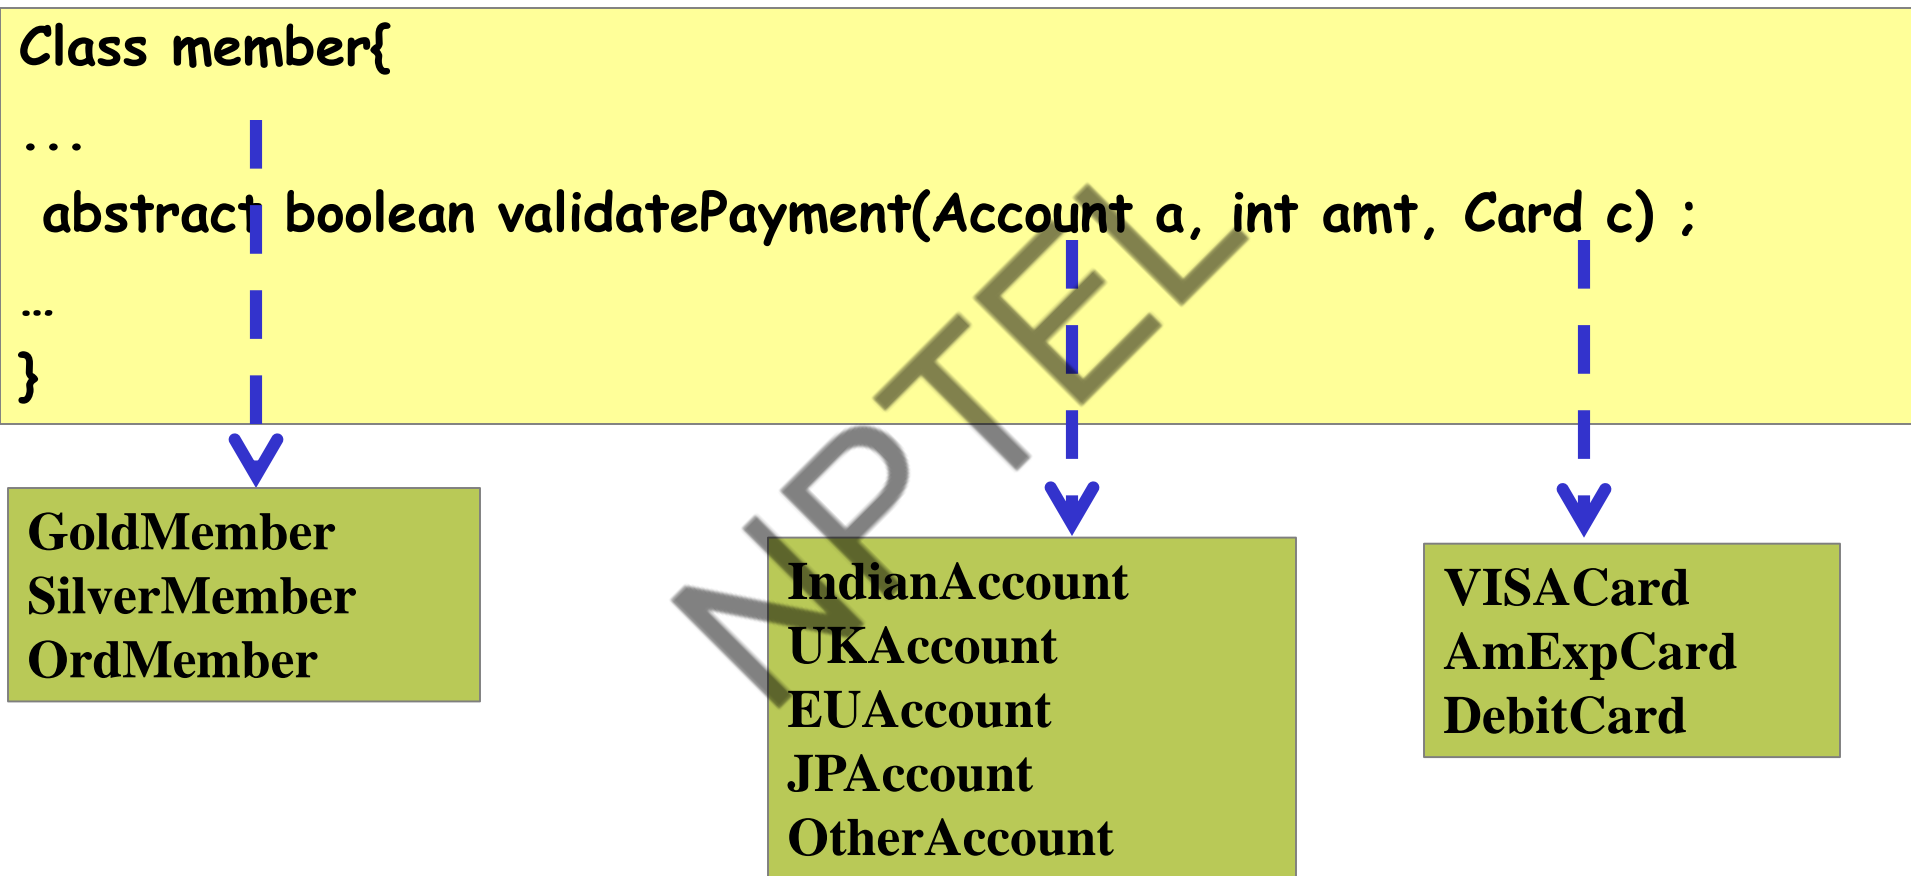 Class member{
...
abstract boolean validatePayment(Account a, int amt, Card c) ;
…
}
GoldMember
SilverMember
OrdMember
IndianAccount
UKAccount
EUAccount
JPAccount
OtherAccount
VISACard
AmExpCard
DebitCard
NPTEL